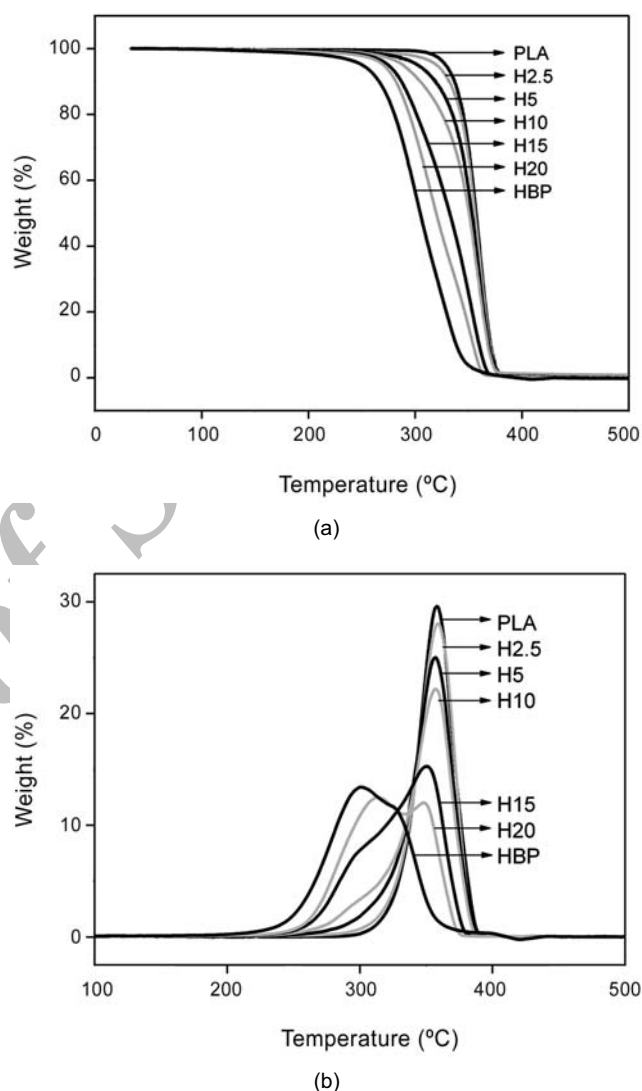 100
80
60
40
20
0
Weight (%)
PLA
H2.5
H5
H10
H15
H20
HBP
0 100 200 300 400 500
Temperature (ºC)
(a)
30
20
10
0
Weight (%)
PLA
H2.5
H5
H10
H15
H20
HBP
100 200 300 400 500
Temperature (ºC)
(b)